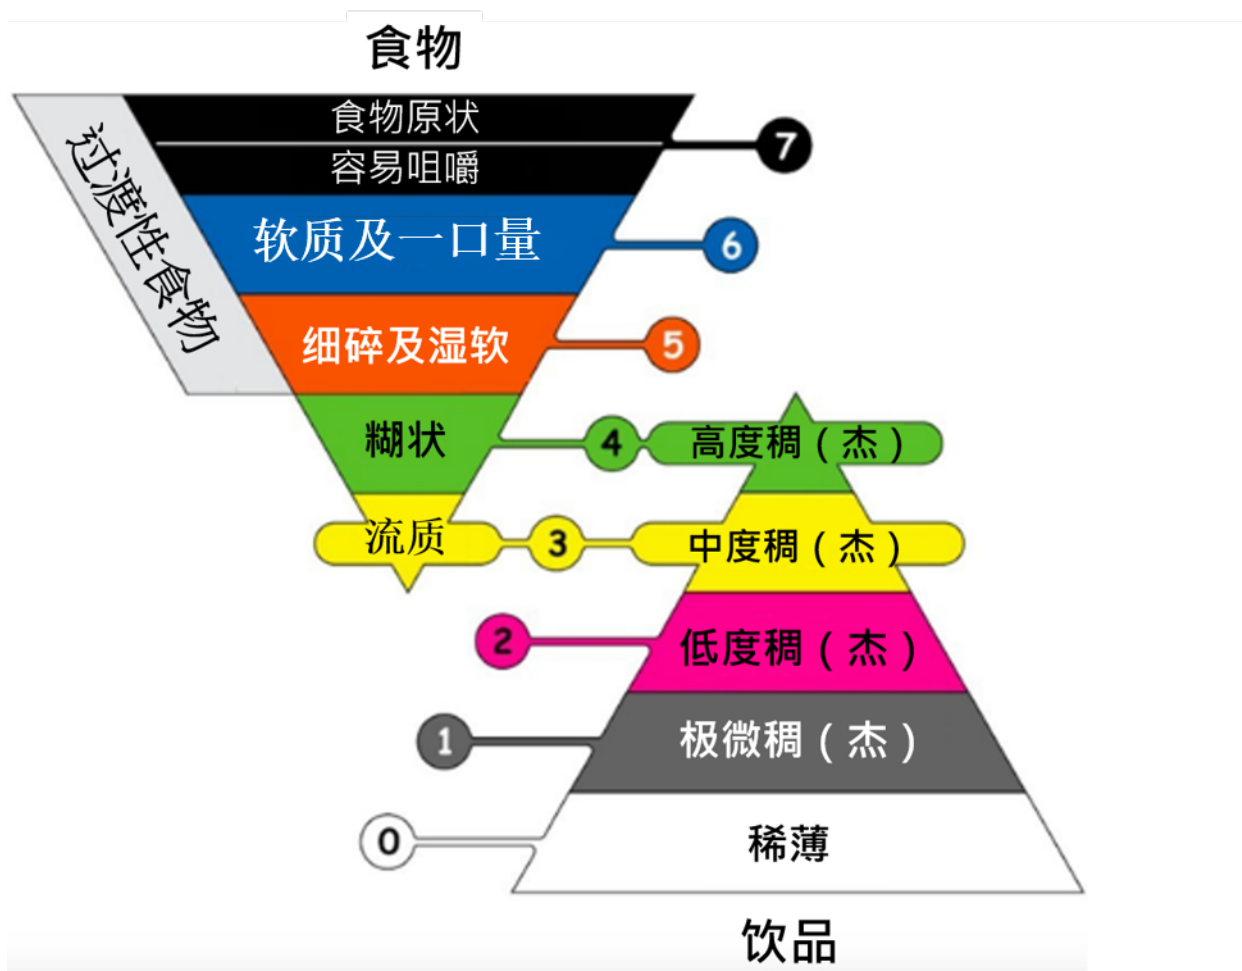 食物
食物原状
容易咀嚼
7
过渡性食物
软质及一口量
6
细碎及湿软
5
糊状
4
高度稠（杰）
流质
3
中度稠（杰）
2
低度稠（杰）
1
极微稠（杰）
0
稀薄
饮品